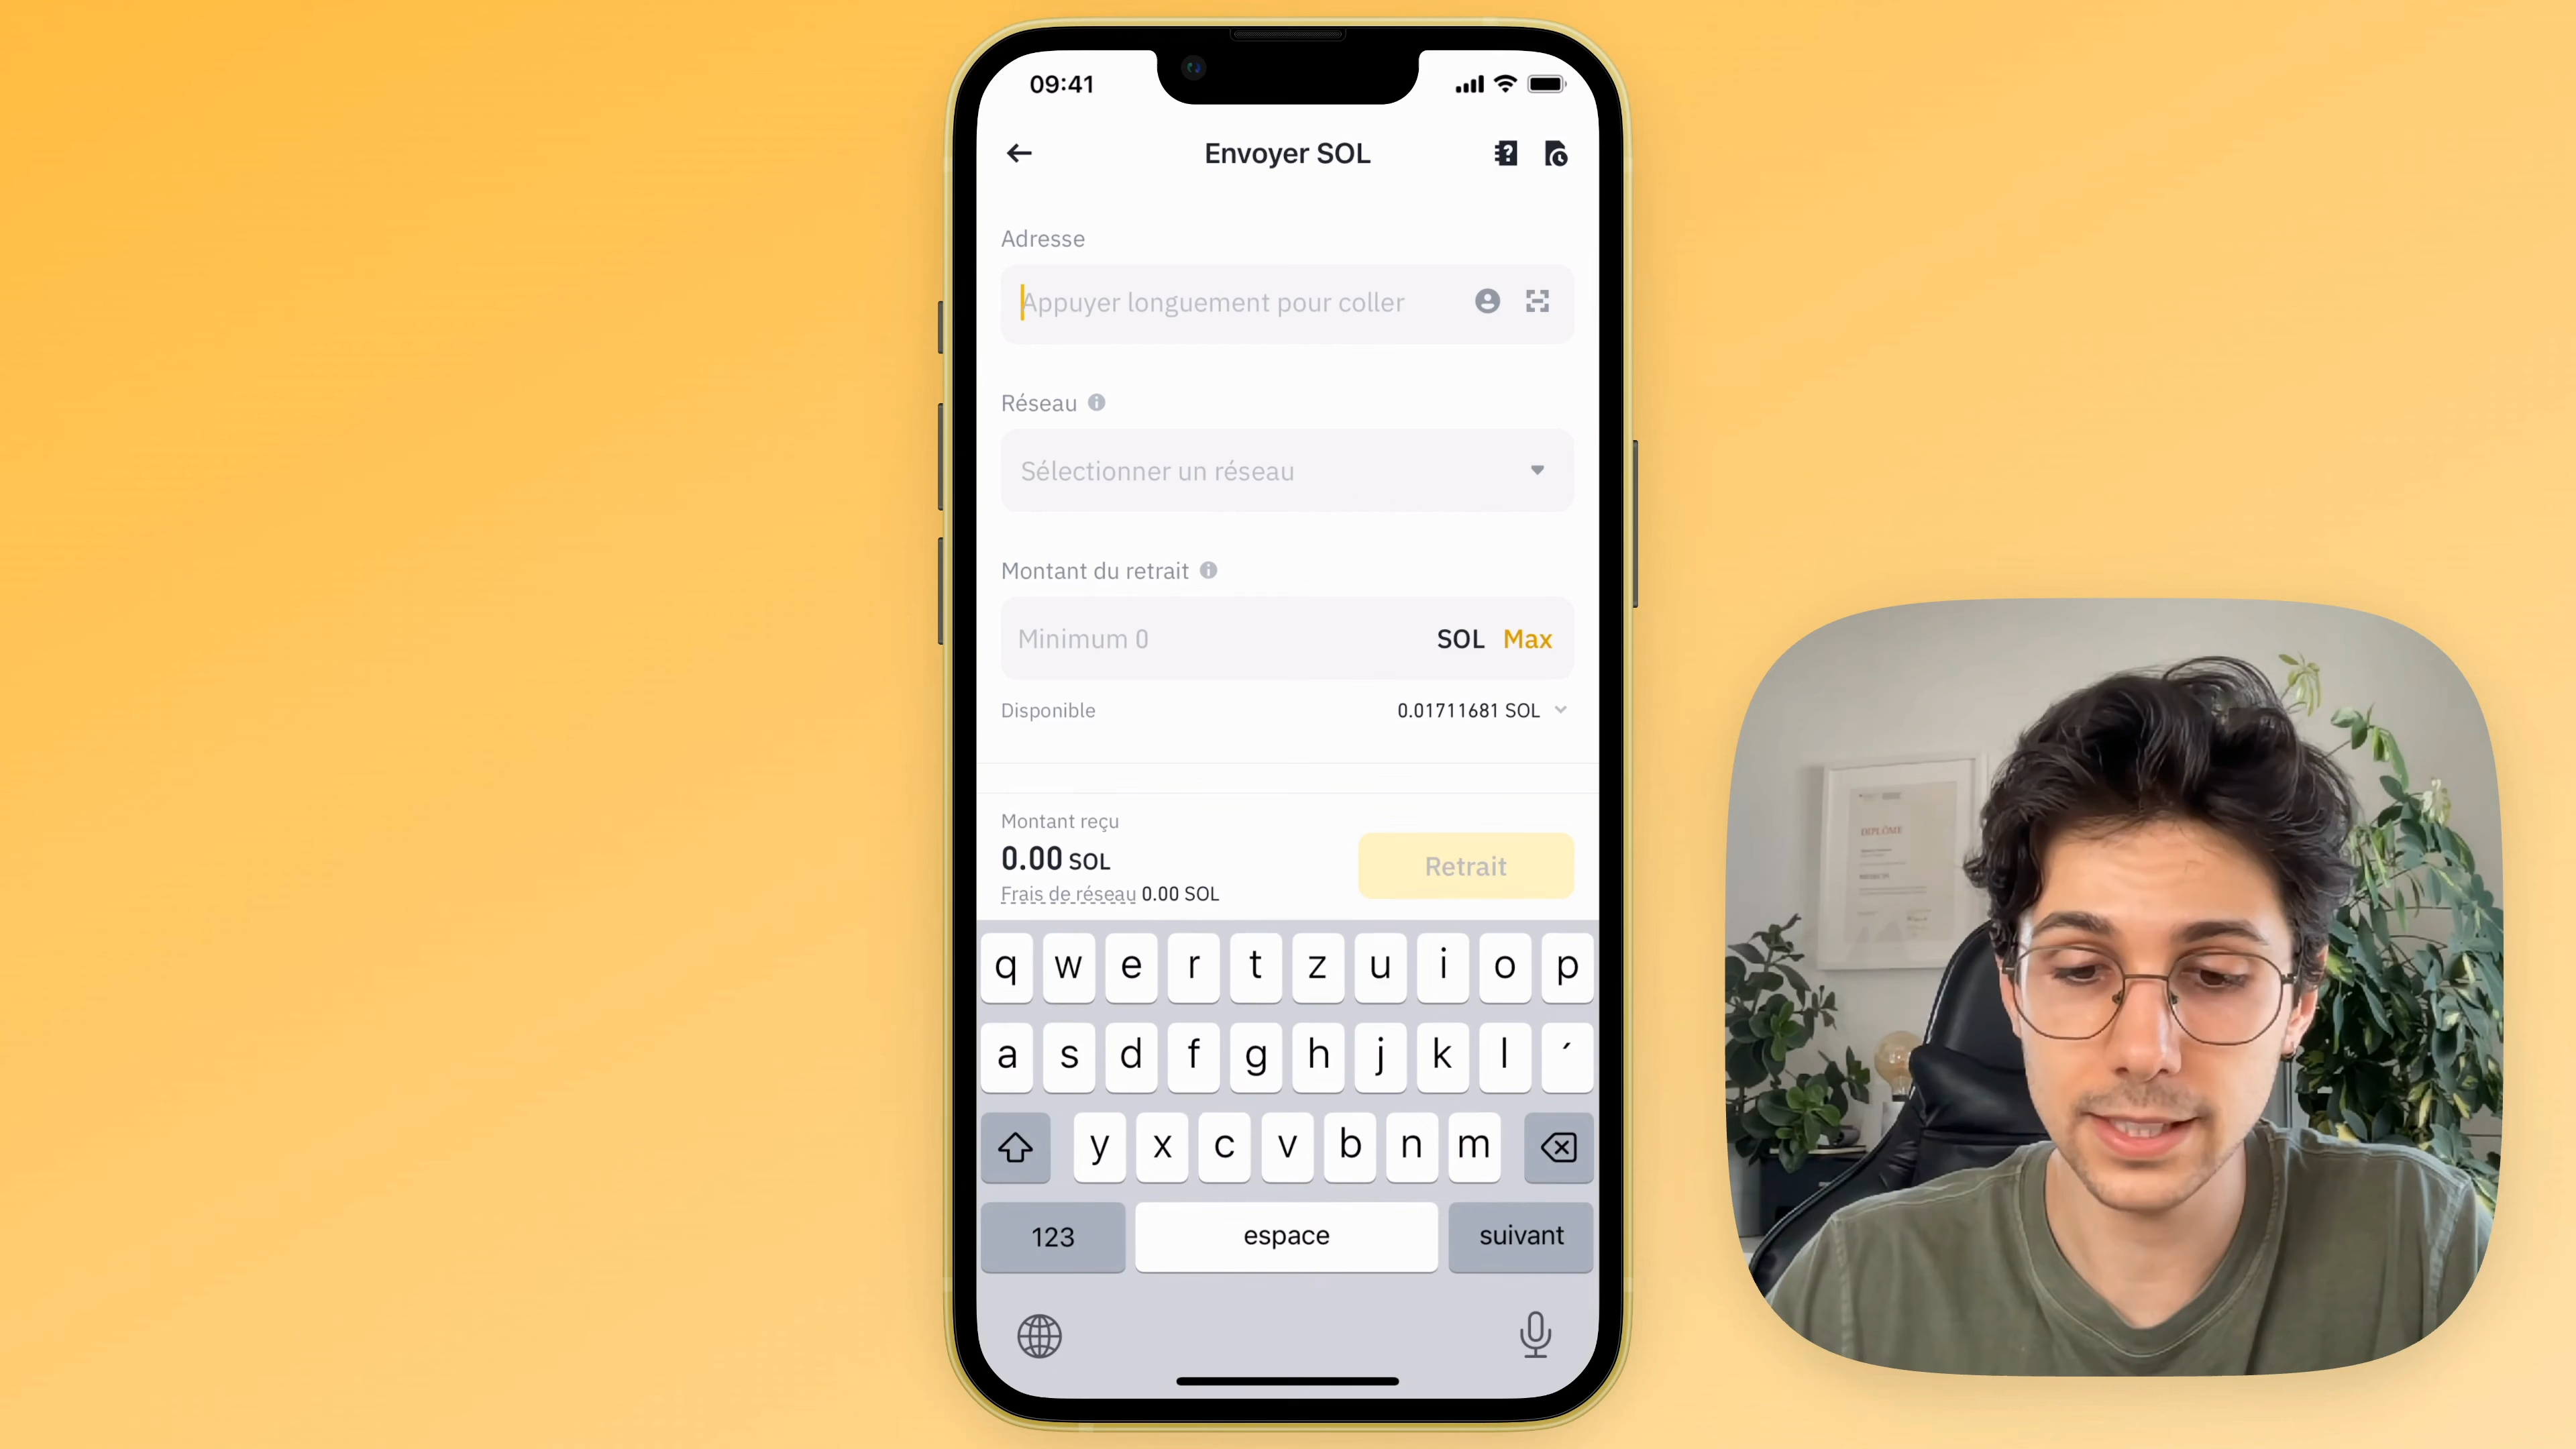 09:41
Envoyer SOL
Adresse
Appuyer longuement pour coller
Réseau
Sélectionner un réseau
Montant du retrait
Minimum 0 SOL Max
Disponible 0.01711681 SOL
Montant reçu
0.00 SOL
Retrait
Frais de réseau 0.00 SOL
q w e r t z u i o p
a s d f g h j k l ´
y x c v b n m
123 espace suivant
DIPLÔME